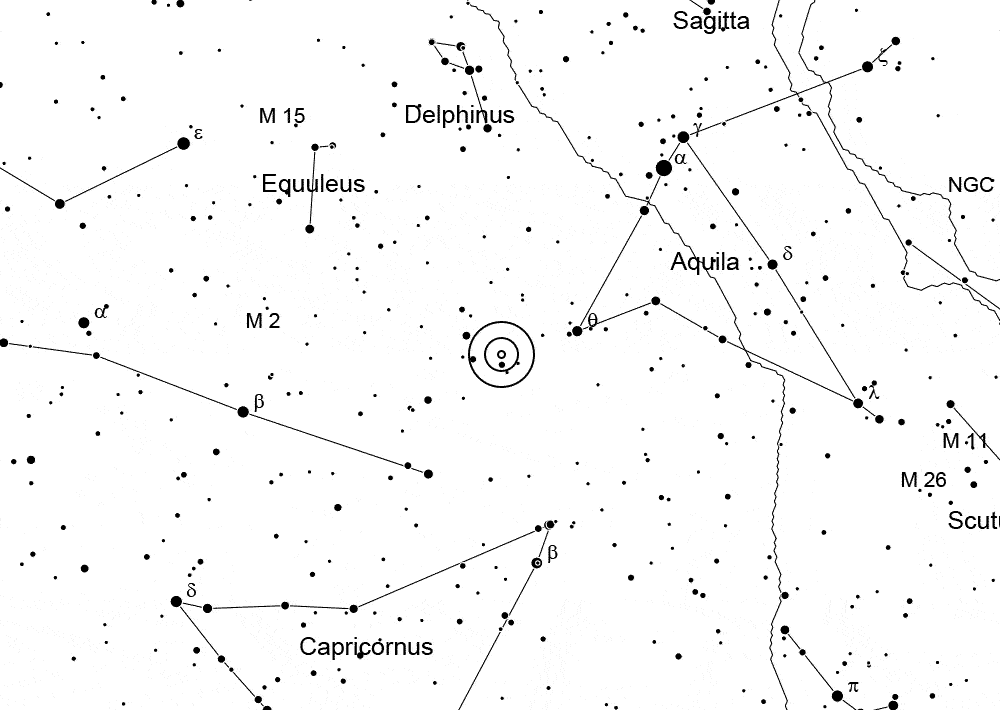 Sagitta
ζ
Delphinus
M 15
ε
γ
α
Equuleus
NGC
δ
Aquila
α
M 2
θ
λ
β
M 11
M 26
Scutu
β
δ
Capricornus
π